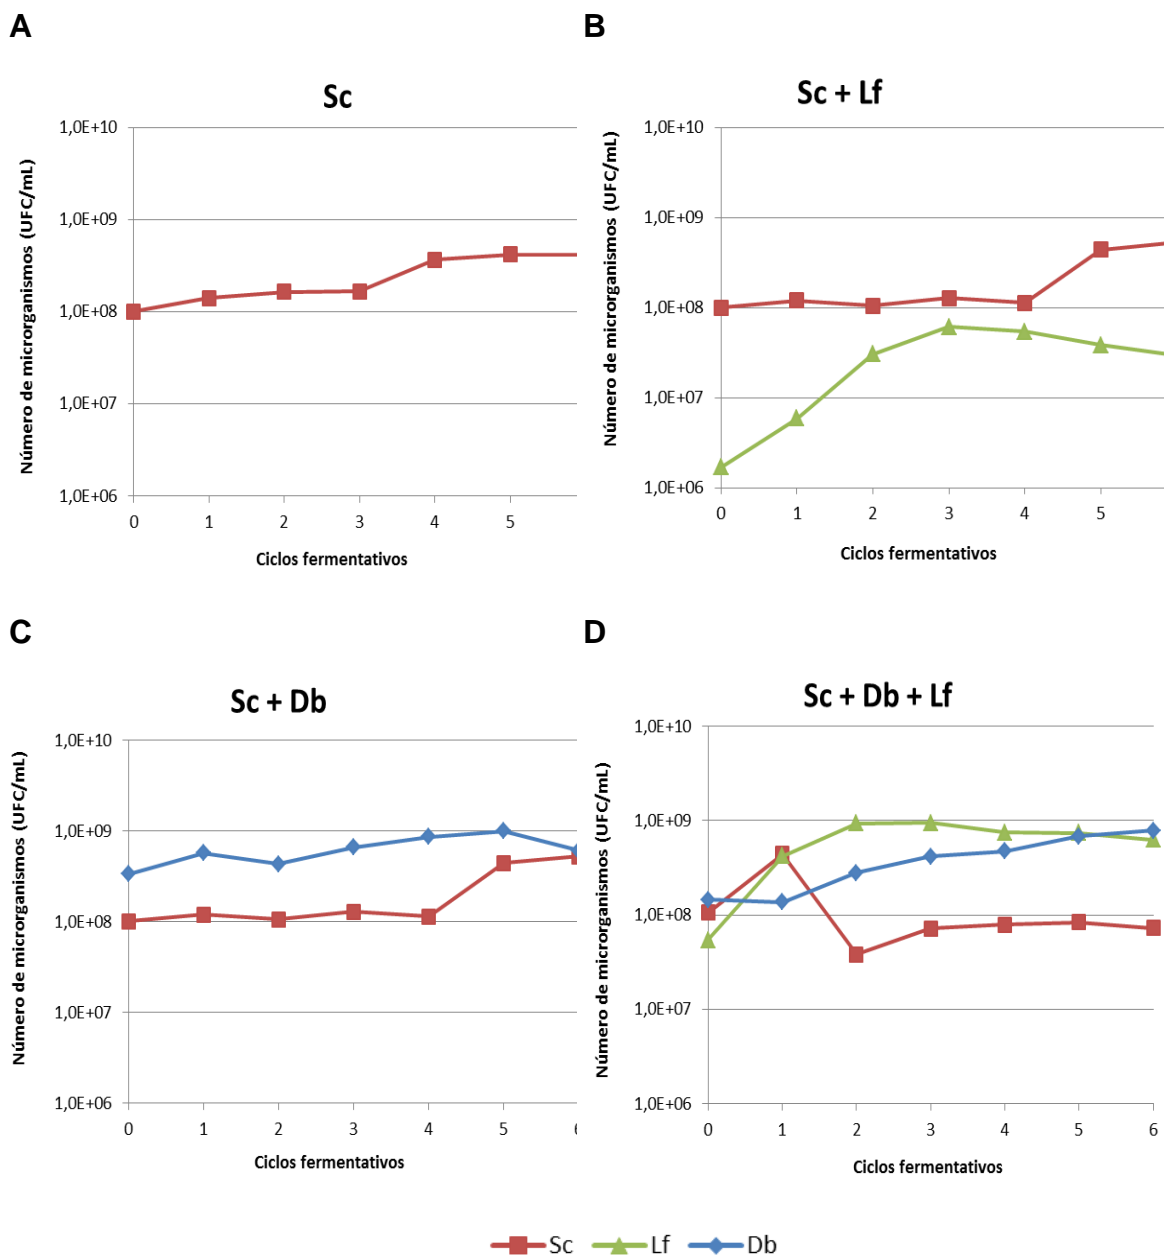 A
Sc
Número de microrganismos (UFC/mL)
1,0E+10
1,0E+09
1,0E+08
1,0E+07
1,0E+06
0 1 2 3 4 5
Ciclos fermentativos
B
Sc + Lf
Número de microrganismos (UFC/mL)
1,0E+10
1,0E+09
1,0E+08
1,0E+07
1,0E+06
0 1 2 3 4 5
Ciclos fermentativos
C
Sc + Db
Número de microrganismos (UFC/mL)
1,0E+10
1,0E+09
1,0E+08
1,0E+07
1,0E+06
0 1 2 3 4 5 6
Ciclos fermentativos
D
Sc + Db + Lf
Número de microrganismos (UFC/mL)
1,0E+10
1,0E+09
1,0E+08
1,0E+07
1,0E+06
0 1 2 3 4 5 6
Ciclos fermentativos
Sc Lf Db